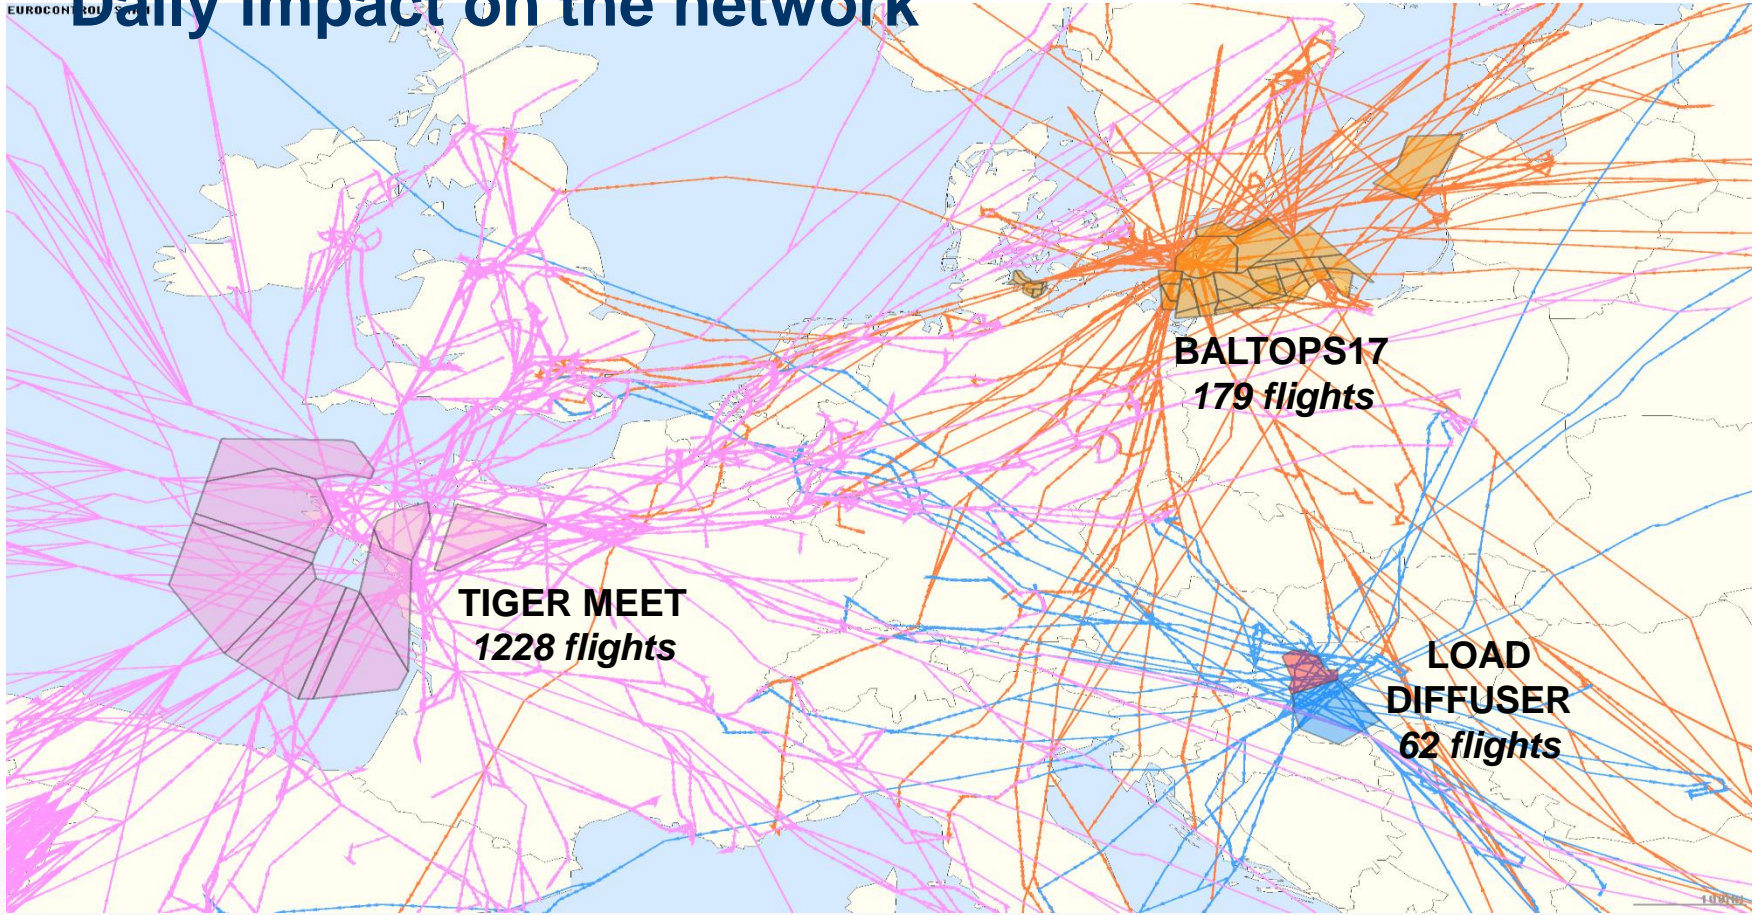 Daily impact on the network
BALTOPS17
179 flights
TIGER MEET
1228 flights
LOAD
DIFFUSER
62 flights